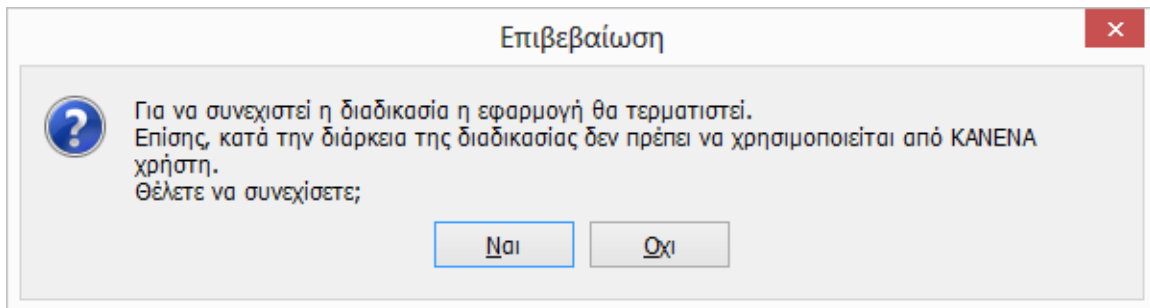 Επιβεβαίωση
Για να συνεχιστεί η διαδικασία η εφαρμογή θα τερματιστεί.
Επίσης, κατά την διάρκεια της διαδικασίας δεν πρέπει να χρησιμοποιείται από ΚΑΝΕΝΑ
χρήστη.
Θέλετε να συνεχίσετε;
Ναι Οχι